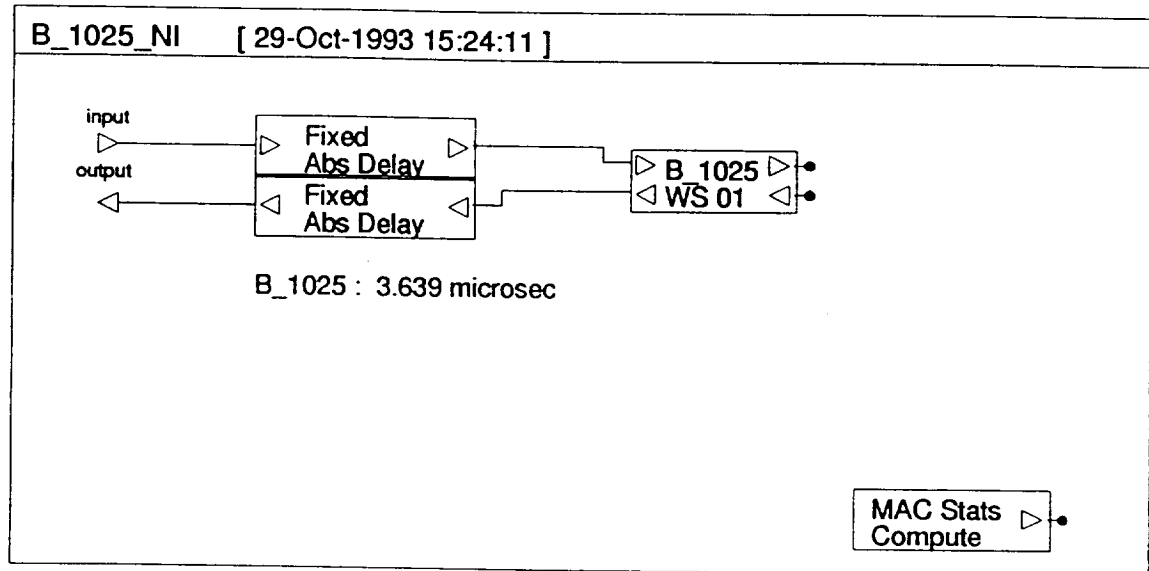 B_1025_NI [ 29-Oct-1993 15:24:11 ]
input
output
Fixed
Abs Delay
Fixed
Abs Delay
B_1025
WS 01
B_1025 : 3.639 microsec
MAC Stats
Compute